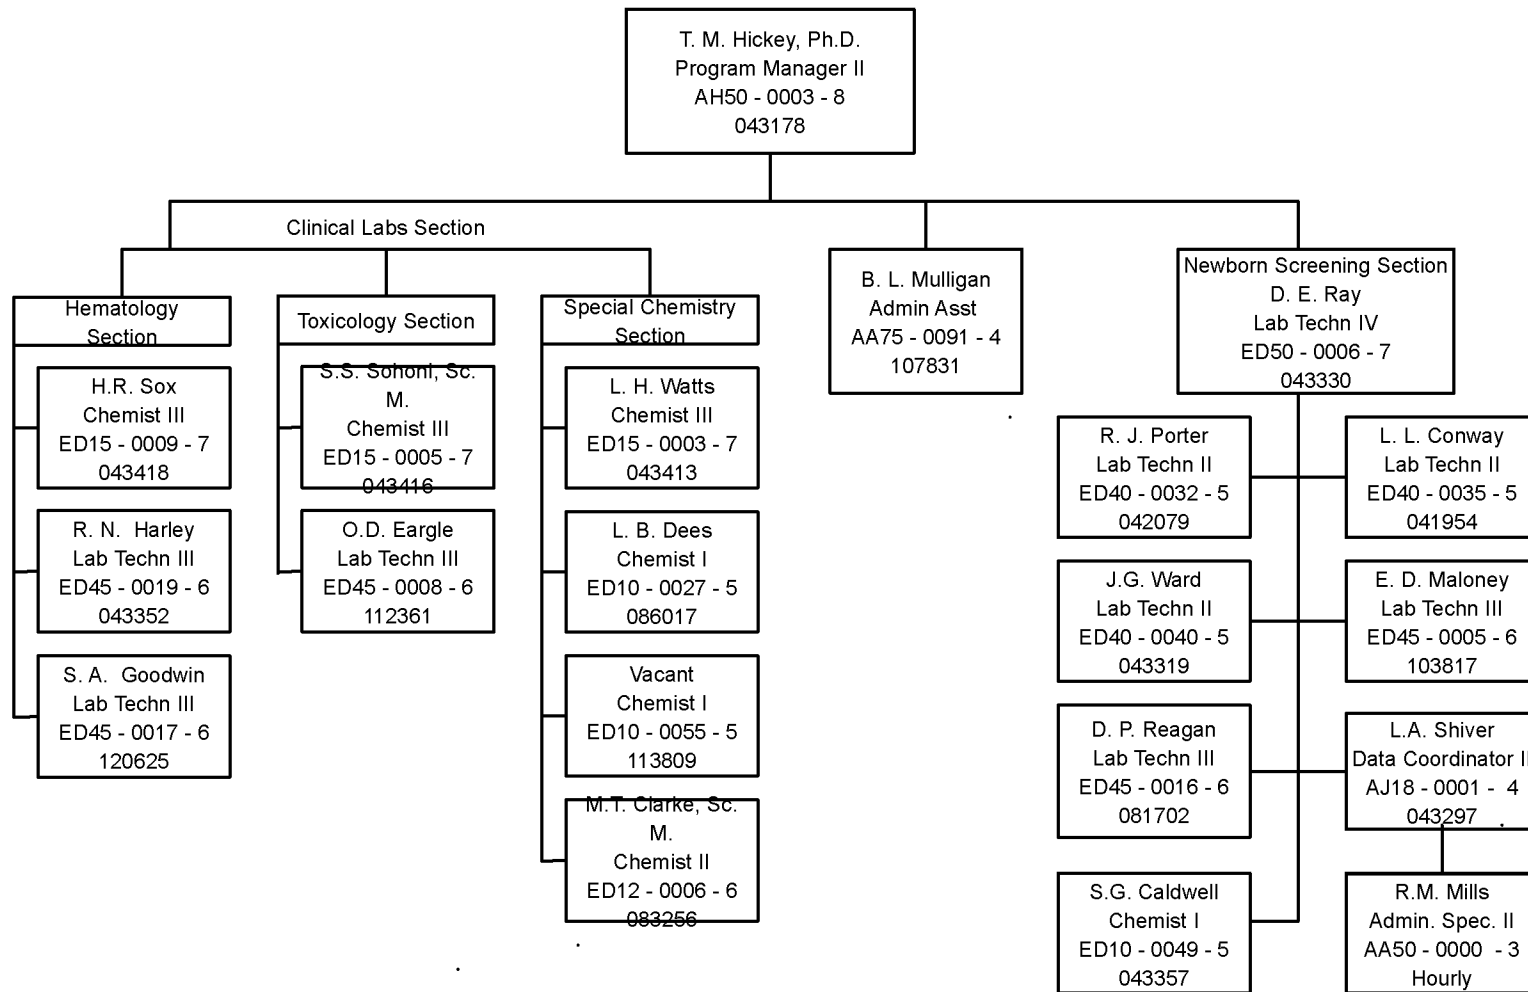 T. M. Hickey, Ph.D.
Program Manager II
AH50 - 0003 - 8
043178
Clinical Labs Section
Hematology
Section
H.R. Sox
Chemist III
ED15 - 0009 - 7
043418
R. N.  Harley
Lab Techn III
ED45 - 0019 - 6
043352
S. A.  Goodwin
Lab Techn III
ED45 - 0017 - 6
120625
Toxicology Section
S.S. Sohoni, Sc.
M.
Chemist III
ED15 - 0005 - 7
043416
O.D. Eargle
Lab Techn III
ED45 - 0008 - 6
112361
Special Chemistry
Section
L. H. Watts
Chemist III
ED15 - 0003 - 7
043413
L. B. Dees
Chemist I
ED10 - 0027 - 5
086017
Vacant
Chemist I
ED10 - 0055 - 5
113809
M.T. Clarke, Sc.
M.
Chemist II
ED12 - 0006 - 6
083256
B. L. Mulligan
Admin Asst
AA75 - 0091 - 4
107831
Newborn Screening Section
D. E. Ray
Lab Techn IV
ED50 - 0006 - 7
043330
R. J. Porter
Lab Techn II
ED40 - 0032 - 5
042079
L. L. Conway
Lab Techn II
ED40 - 0035 - 5
041954
J.G. Ward
Lab Techn II
ED40 - 0040 - 5
043319
E. D. Maloney
Lab Techn III
ED45 - 0005 - 6
103817
D. P. Reagan
Lab Techn III
ED45 - 0016 - 6
081702
L.A. Shiver
Data Coordinator II
AJ18 - 0001 -  4
043297
S.G. Caldwell
Chemist I
ED10 - 0049 - 5
043357
R.M. Mills
Admin. Spec. II
AA50 - 0000  - 3
Hourly